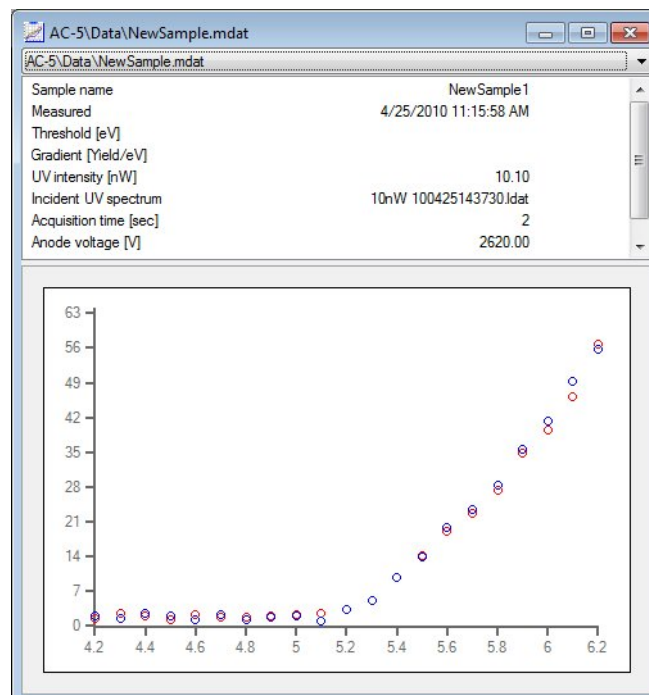 AC-5\Data\NewSample.mdat
AC-5\Data\NewSample.mdat
Sample name NewSample1
Measured 4/25/2010 11:15:58 AM
Threshold [eV]
Gradient [Yield/eV]
UV intensity [nW] 10.10
Incident UV spectrum 10nW 100425143730.ldat
Acquisition time [sec] 2
Anode voltage [V] 2620.00
63
56
49
42
35
28
21
14
7
0
4.2 4.4 4.6 4.8 5 5.2 5.4 5.6 5.8 6 6.2